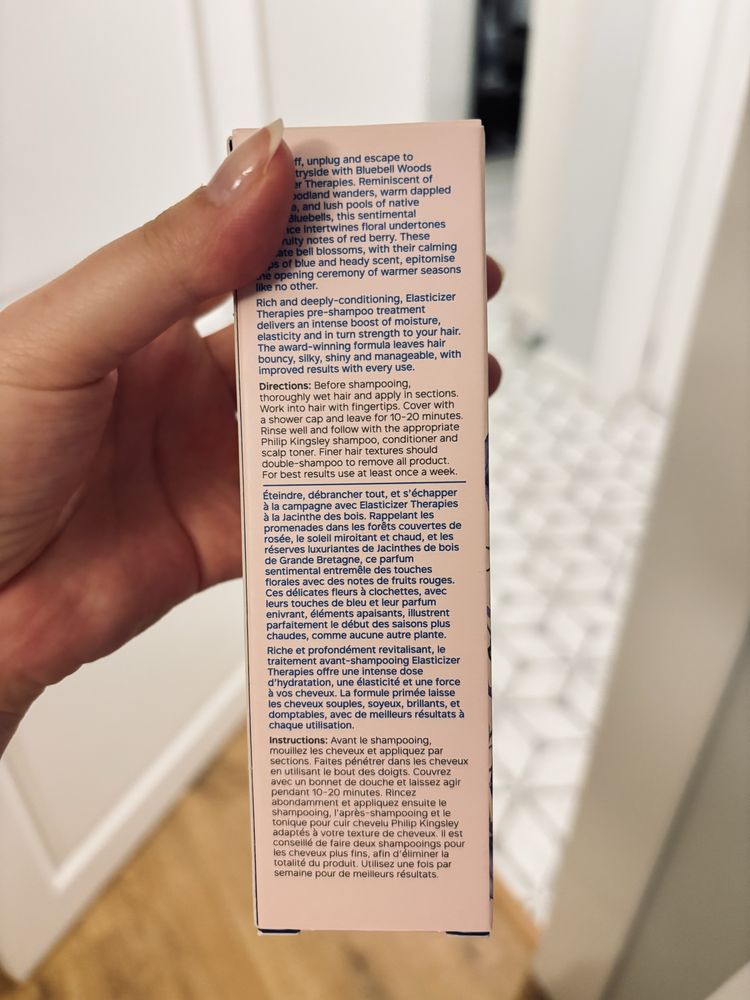 unplug and escape to
with Bluebell Woods
Therapies. Reminiscent of
wanders, warm dappled
and lush pools of native
Bluebells, this sentimental
intertwines floral undertones
notes of red berry. These
bell blossoms, with their calming
of blue and heady scent, epitomise
opening ceremony of warmer seasons
like no other.
Rich and deeply-conditioning, Elasticizer
Therapies pre-shampoo treatment
delivers an intense boost of moisture,
elasticity and in turn strength to your hair.
The award-winning formula leaves hair
bouncy, silky, shiny and manageable, with
improved results with every use.
Directions: Before shampooing,
thoroughly wet hair and apply in sections.
Work into hair with fingertips. Cover with
a shower cap and leave for 10-20 minutes.
Rinse well and follow with the appropriate
Philip Kingsley shampoo, conditioner and
scalp toner. Finer hair textures should
double-shampoo to remove all product.
For best results use at least once a week.
Éteindre, débrancher tout, et s'échapper
à la campagne avec Elasticizer Therapies
à la Jacinthe des bois. Rappelant les
promenades dans les forêts couvertes de
rosée, le soleil miroitant et chaud, et les
réserves luxuriantes de Jacinthes de bois
de Grande Bretagne, ce parfum
sentimental entremêle des touches
florales avec des notes de fruits rouges.
Ces délicates fleurs à clochettes, avec
leurs touches de bleu et leur parfum
enivrant, éléments apaisants, illustrent
parfaitement le début des saisons plus
chaudes, comme aucune autre plante.
Riche et profondément revitalisant, le
traitement avant-shampooing Elasticizer
Therapies offre une intense dose
d'hydratation, une élasticité et une force
à vos cheveux. La formule primée laisse
les cheveux souples, soyeux, brillants, et
domptables, avec de meilleurs résultats à
chaque utilisation.
Instructions: Avant le shampooing,
mouillez les cheveux et appliquez par
sections. Faites pénétrer dans les cheveux
en utilisant le bout des doigts. Couvrez
avec un bonnet de douche et laissez agir
pendant 10-20 minutes. Rincez
abondamment et appliquez ensuite le
shampooing, l'après-shampooing et le
tonique pour cuir chevelu Philip Kingsley
adaptés à votre texture de cheveux. Il est
conseillé de faire deux shampooings pour
les cheveux plus fins, afin d'éliminer la
totalité du produit. Utilisez une fois par
semaine pour de meilleurs résultats.